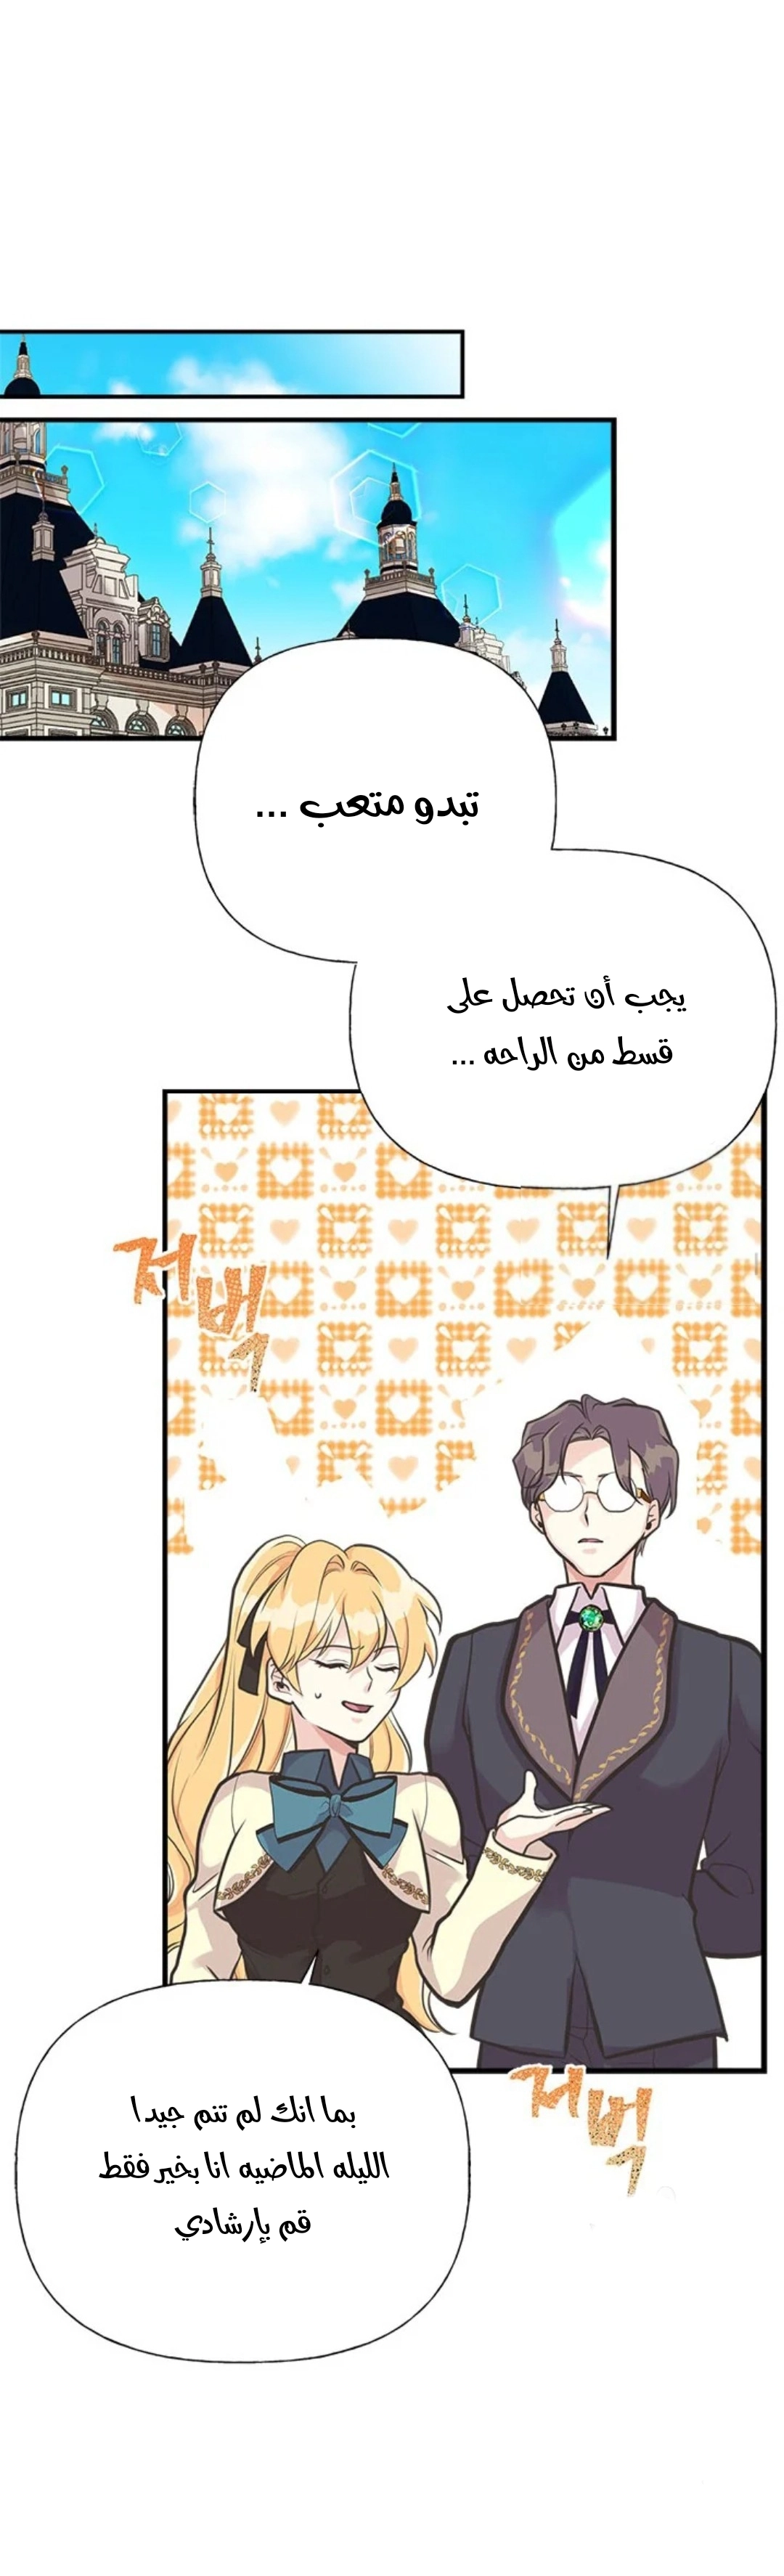 تبدو متعب ...
يجب أن تحصل على
قسط من الراحه ...
저벅
بما انك لم تنم جيدا
الليله الماضيه انا بخير فقط
قم بإرشادي
저벅